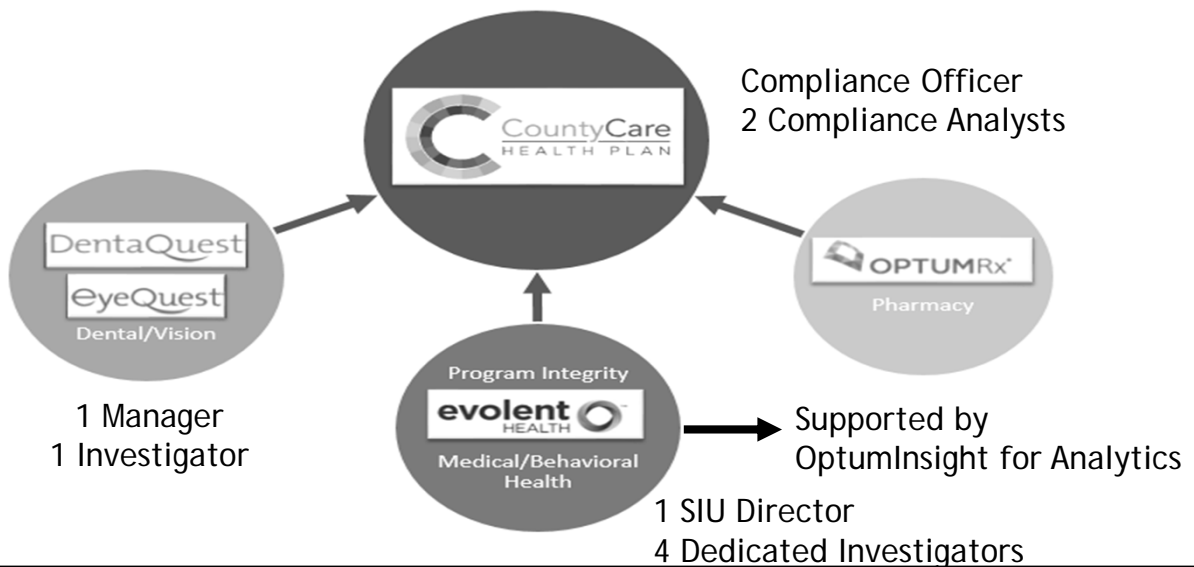 CountyCare
HEALTH PLAN
Compliance Officer
2 Compliance Analysts
DentaQuest
eyeQuest
Dental/Vision
1 Manager
1 Investigator
OPTUMRx®
Pharmacy
Program Integrity
evolent
HEALTH
Medical/Behavioral
Health
Supported by
OptumInsight for Analytics
1 SIU Director
4 Dedicated Investigators